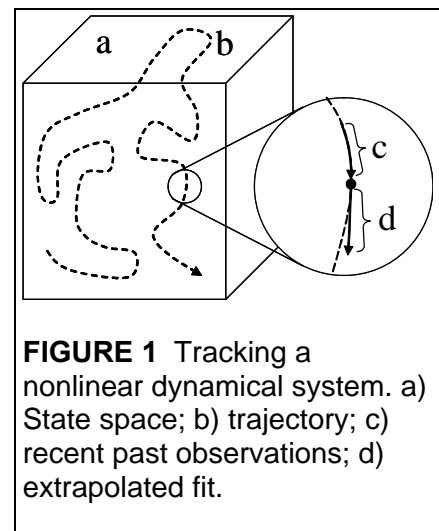 a
b
c
d
FIGURE 1 Tracking a
nonlinear dynamical system. a)
State space; b) trajectory; c)
recent past observations; d)
extrapolated fit.